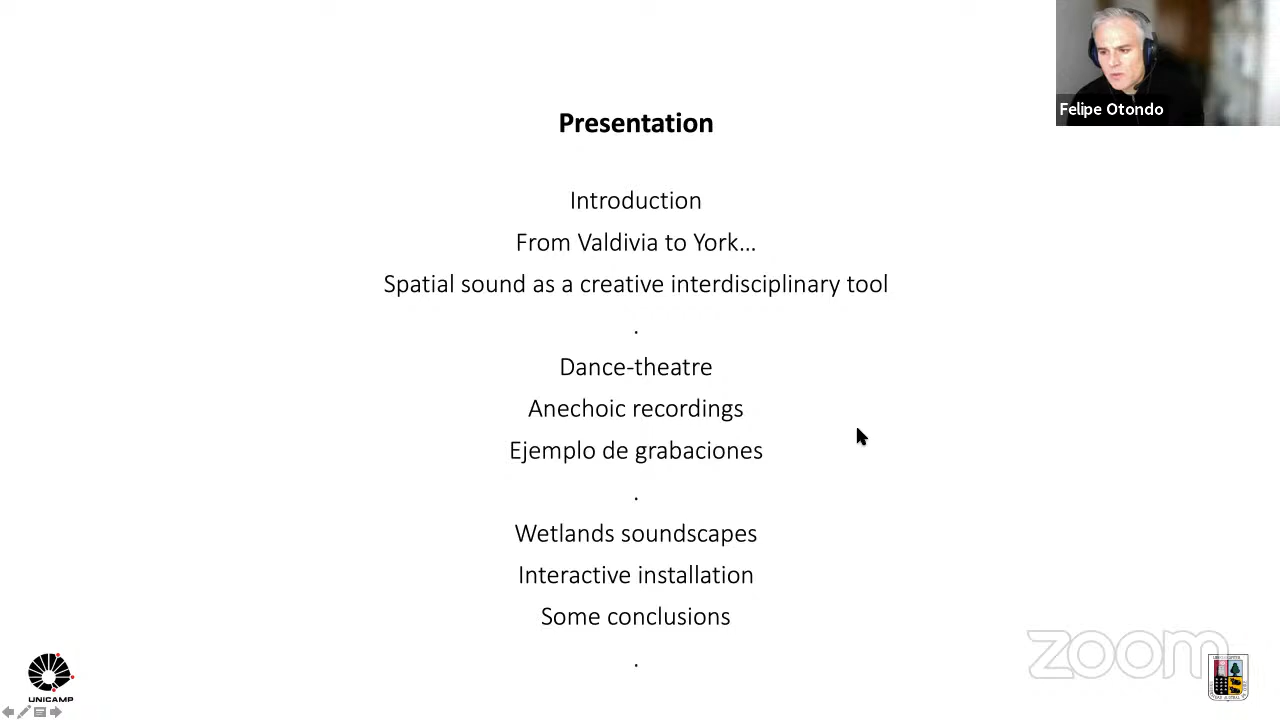 Presentation
Introduction
From Valdivia to York...
Spatial sound as a creative interdisciplinary tool
.
Dance-theatre
Anechoic recordings
Ejemplo de grabaciones
.
Wetlands soundscapes
Interactive installation
Some conclusions
.
Felipe Otondo
UNICAMP
zoom